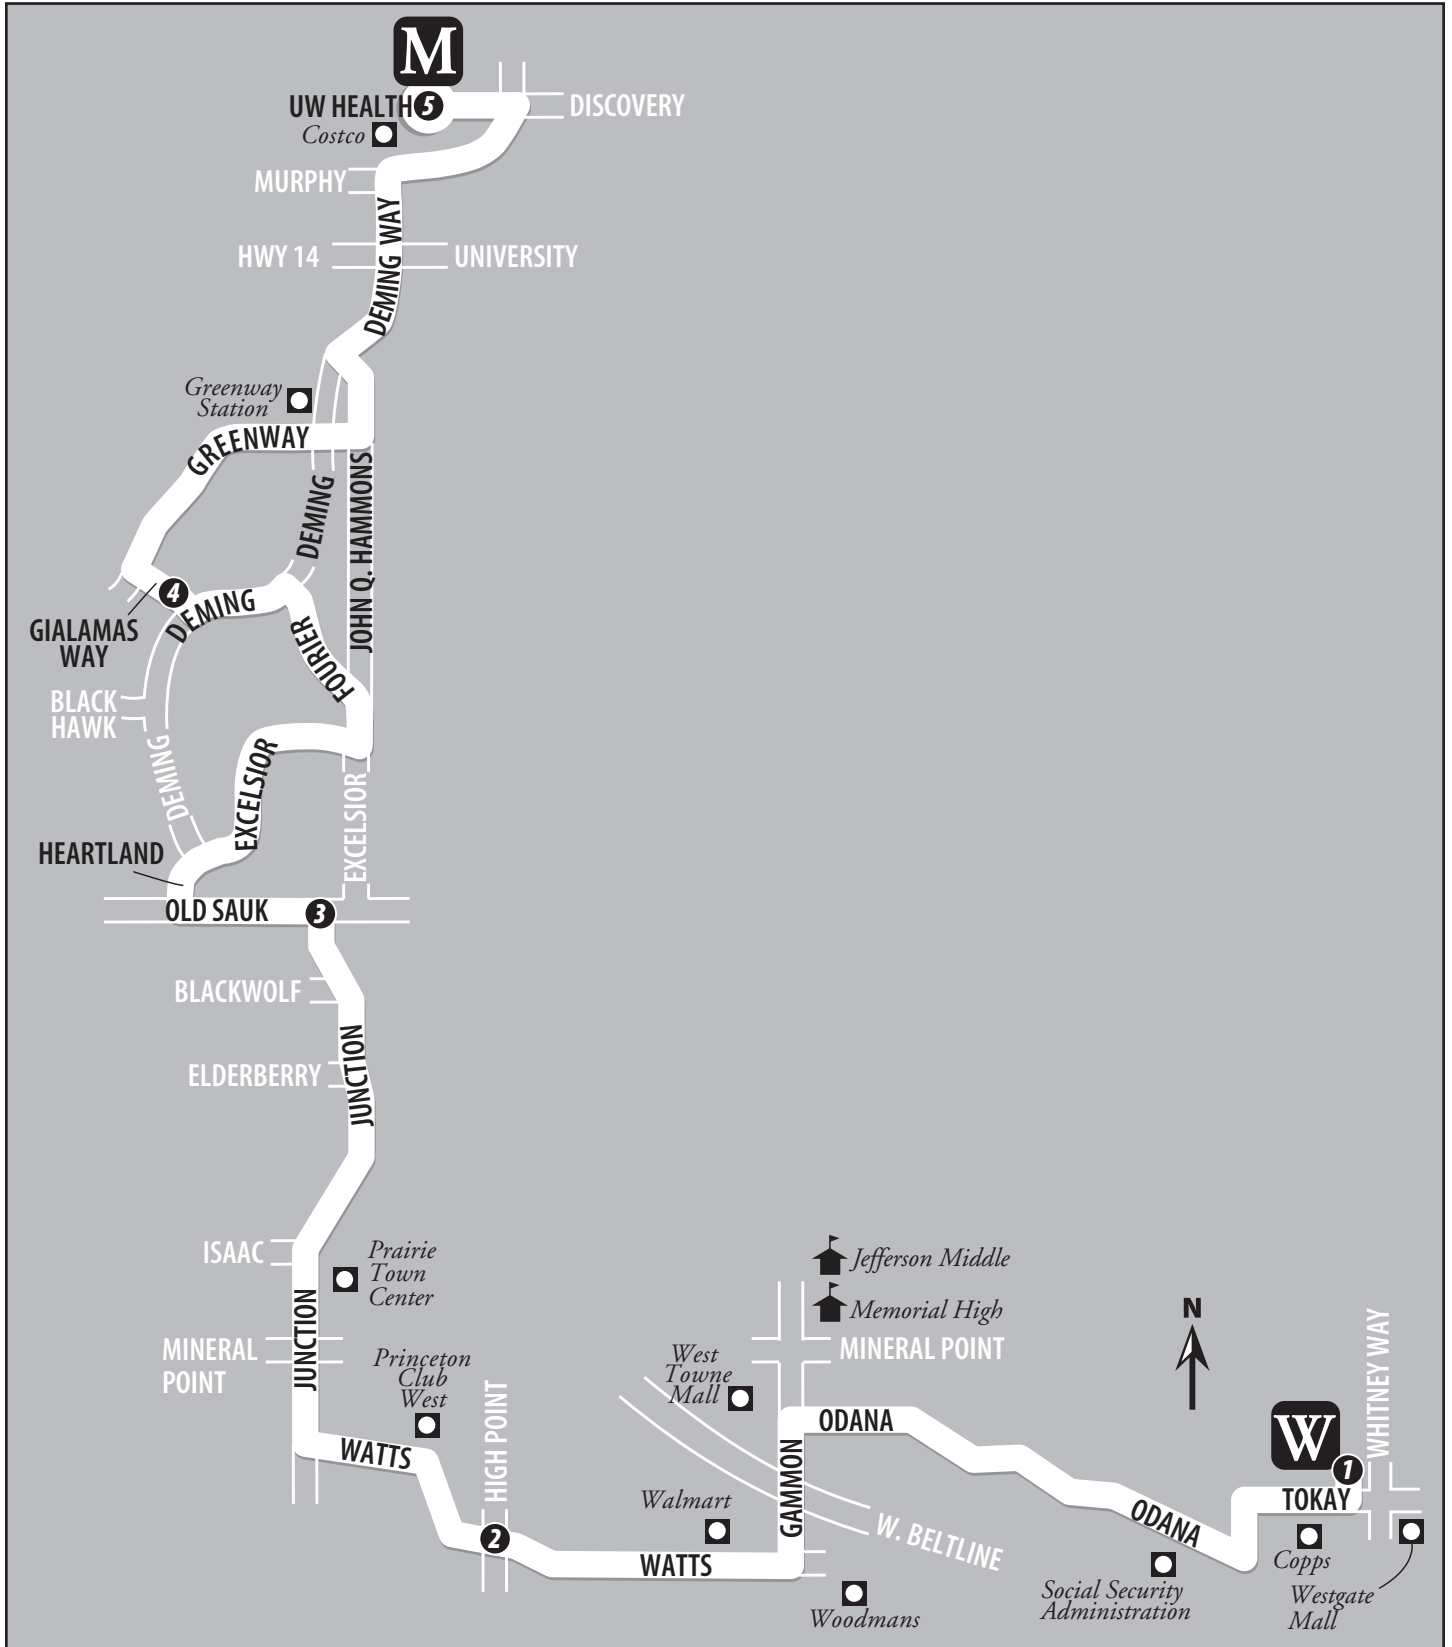 M
UW HEALTH 5
DISCOVERY
Costco
MURPHY
DEMING WAY
HWY 14
UNIVERSITY
DEMING WAY
Greenway
Station
GREENWAY
DEMING
JOHN Q. HAMMONS
4
DEMING
GIALAMAS
WAY
FOURIER
BLACK
HAWK
DEMING
EXCELSIOR
EXCELSIOR
HEARTLAND
OLD SAUK
3
BLACKWOLF
JUNCTION
ELDERBERRY
ISAAC
Prairie
Town
Center
JUNCTION
MINERAL
POINT
Princeton
Club
West
WATTS
HIGH POINT
2
WATTS
Walmart
West
Towne
Mall
Jefferson Middle
Memorial High
MINERAL POINT
GAMMON
ODANA
W. BELTLINE
Woodmans
N
ODANA
Social Security
Administration
W
1
WHITNEY WAY
TOKAY
Copps
Westgate
Mall